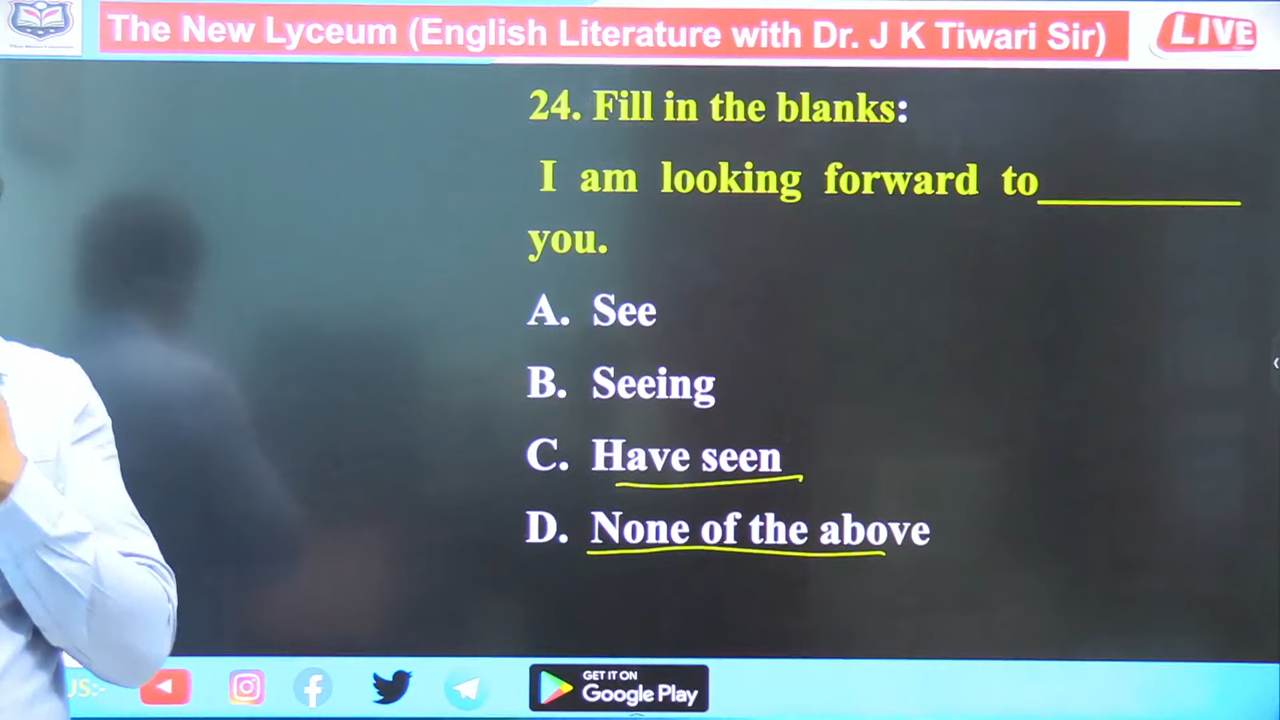 The New Lyceum (English Literature with Dr. J K Tiwari Sir)
LIVE
24. Fill in the blanks:
I am looking forward to________
you.
A. See
B. Seeing
C. Have seen
D. None of the above
US:-
GET IT ON
Google Play